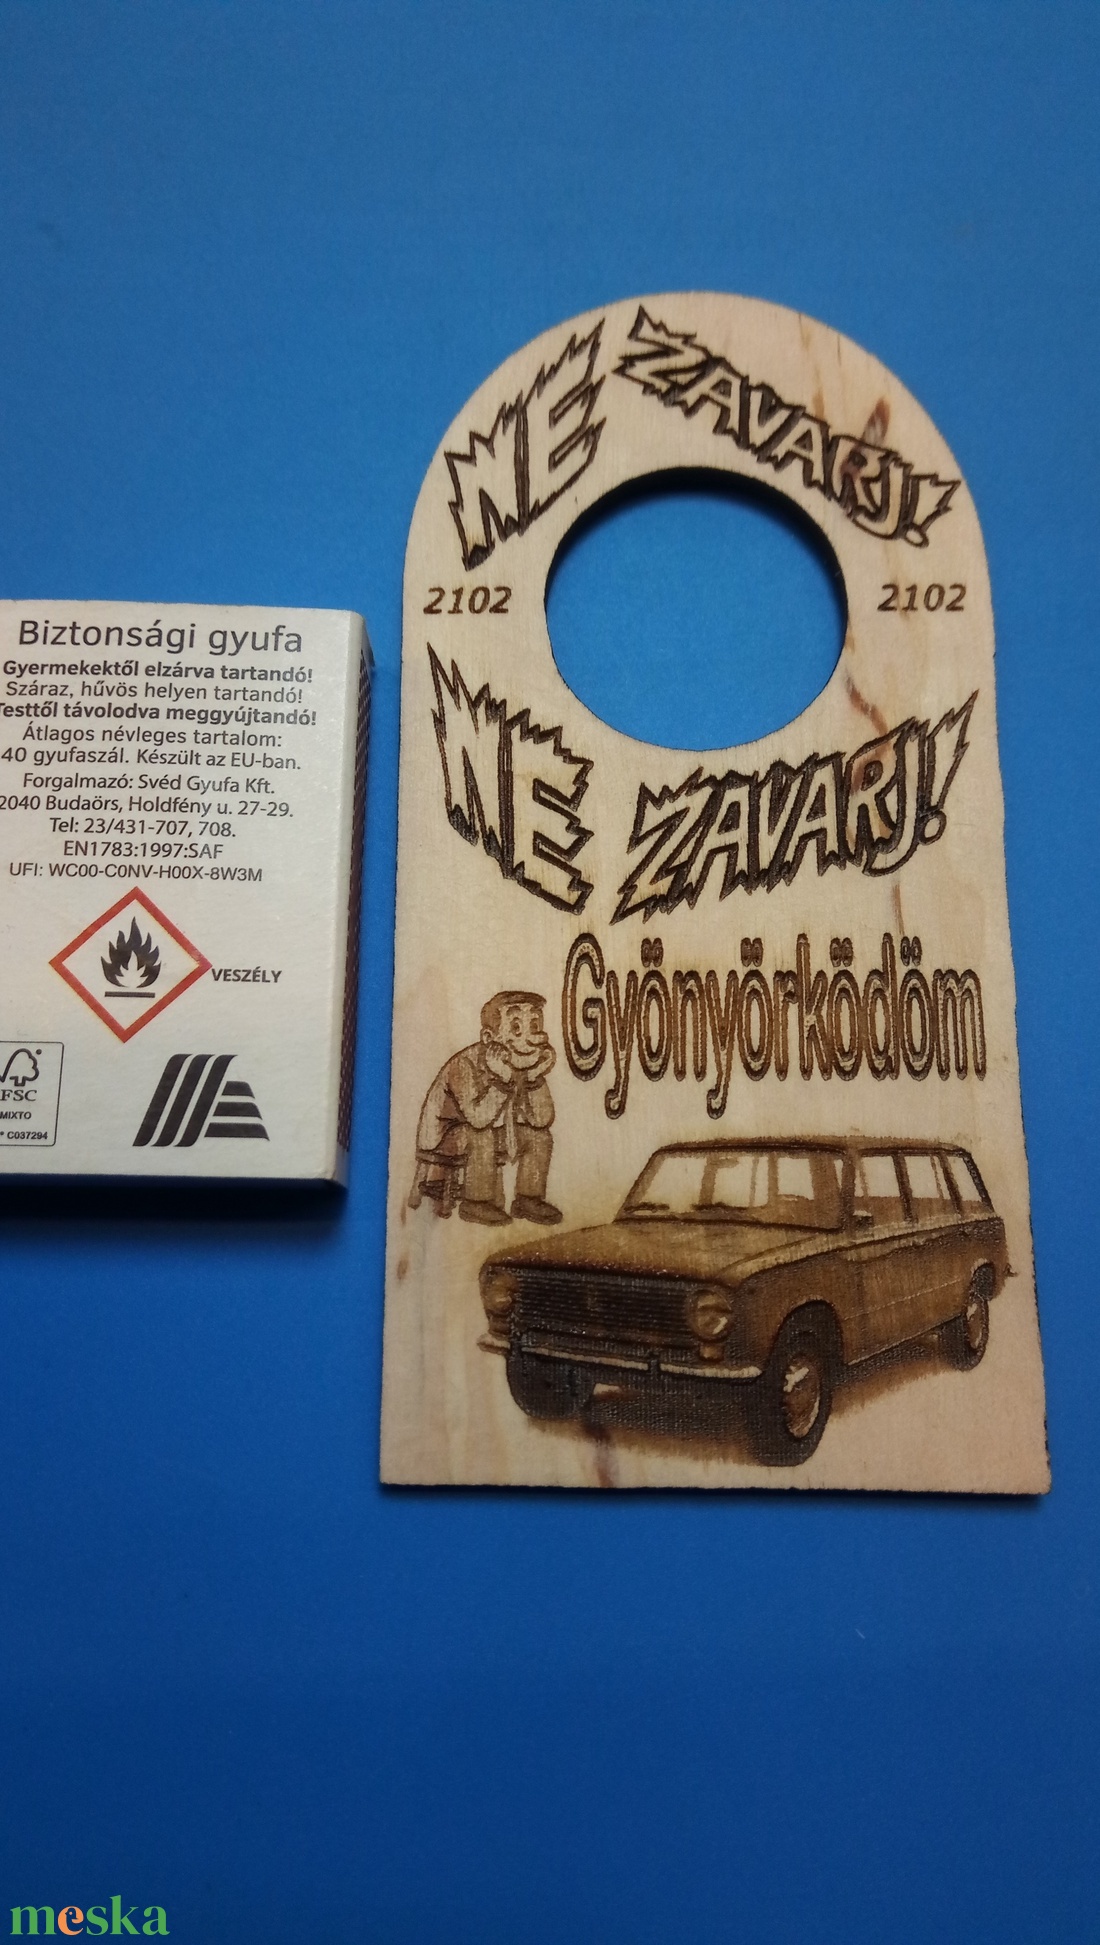 NE ZAVARJ!
2102 2102
NE ZAVARJ!
Gyönyörködöm
Biztonsági gyufa
Gyermekektől elzárva tartandó!
Száraz, hűvös helyen tartandó!
Testtől távolodva meggyújtandó!
Átlagos névleges tartalom:
40 gyufaszál. Készült az EU-ban.
Forgalmazó: Svéd Gyufa Kft.
2040 Budaörs, Holdfény u. 27-29.
Tel: 23/431-707, 708.
EN1783:1997:SAF
UFI: WC00-C0NV-H00X-8W3M
VESZÉLY
FSC
MIXTO
C037294
meska